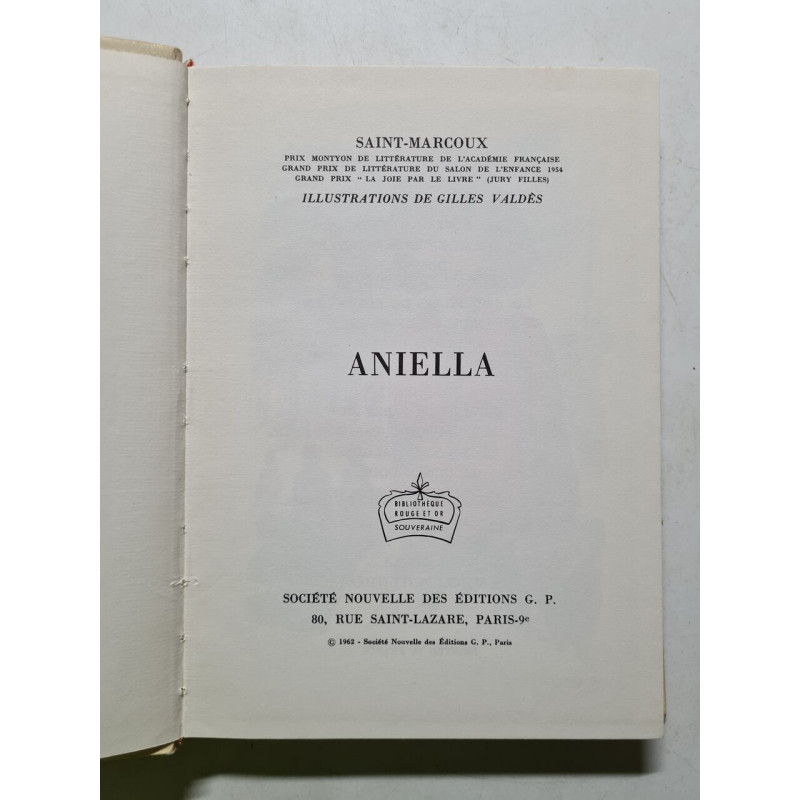 SAINT-MARCOUX
PRIX MONTYON DE LITTÉRATURE DE L'ACADÉMIE FRANÇAISE
GRAND PRIX DE LITTÉRATURE DU SALON DE L'ENFANCE 1954
GRAND PRIX "LA JOIE PAR LE LIVRE" (JURY FILLES)
ILLUSTRATIONS DE GILLES VALDÈS
ANIELLA
BIBLIOTHÈQUE
ROUGE ET OR
SOUVERAINE
SOCIÉTÉ NOUVELLE DES ÉDITIONS G. P.
80, RUE SAINT-LAZARE, PARIS-9e
© 1962 - Société Nouvelle des Éditions G. P., Paris